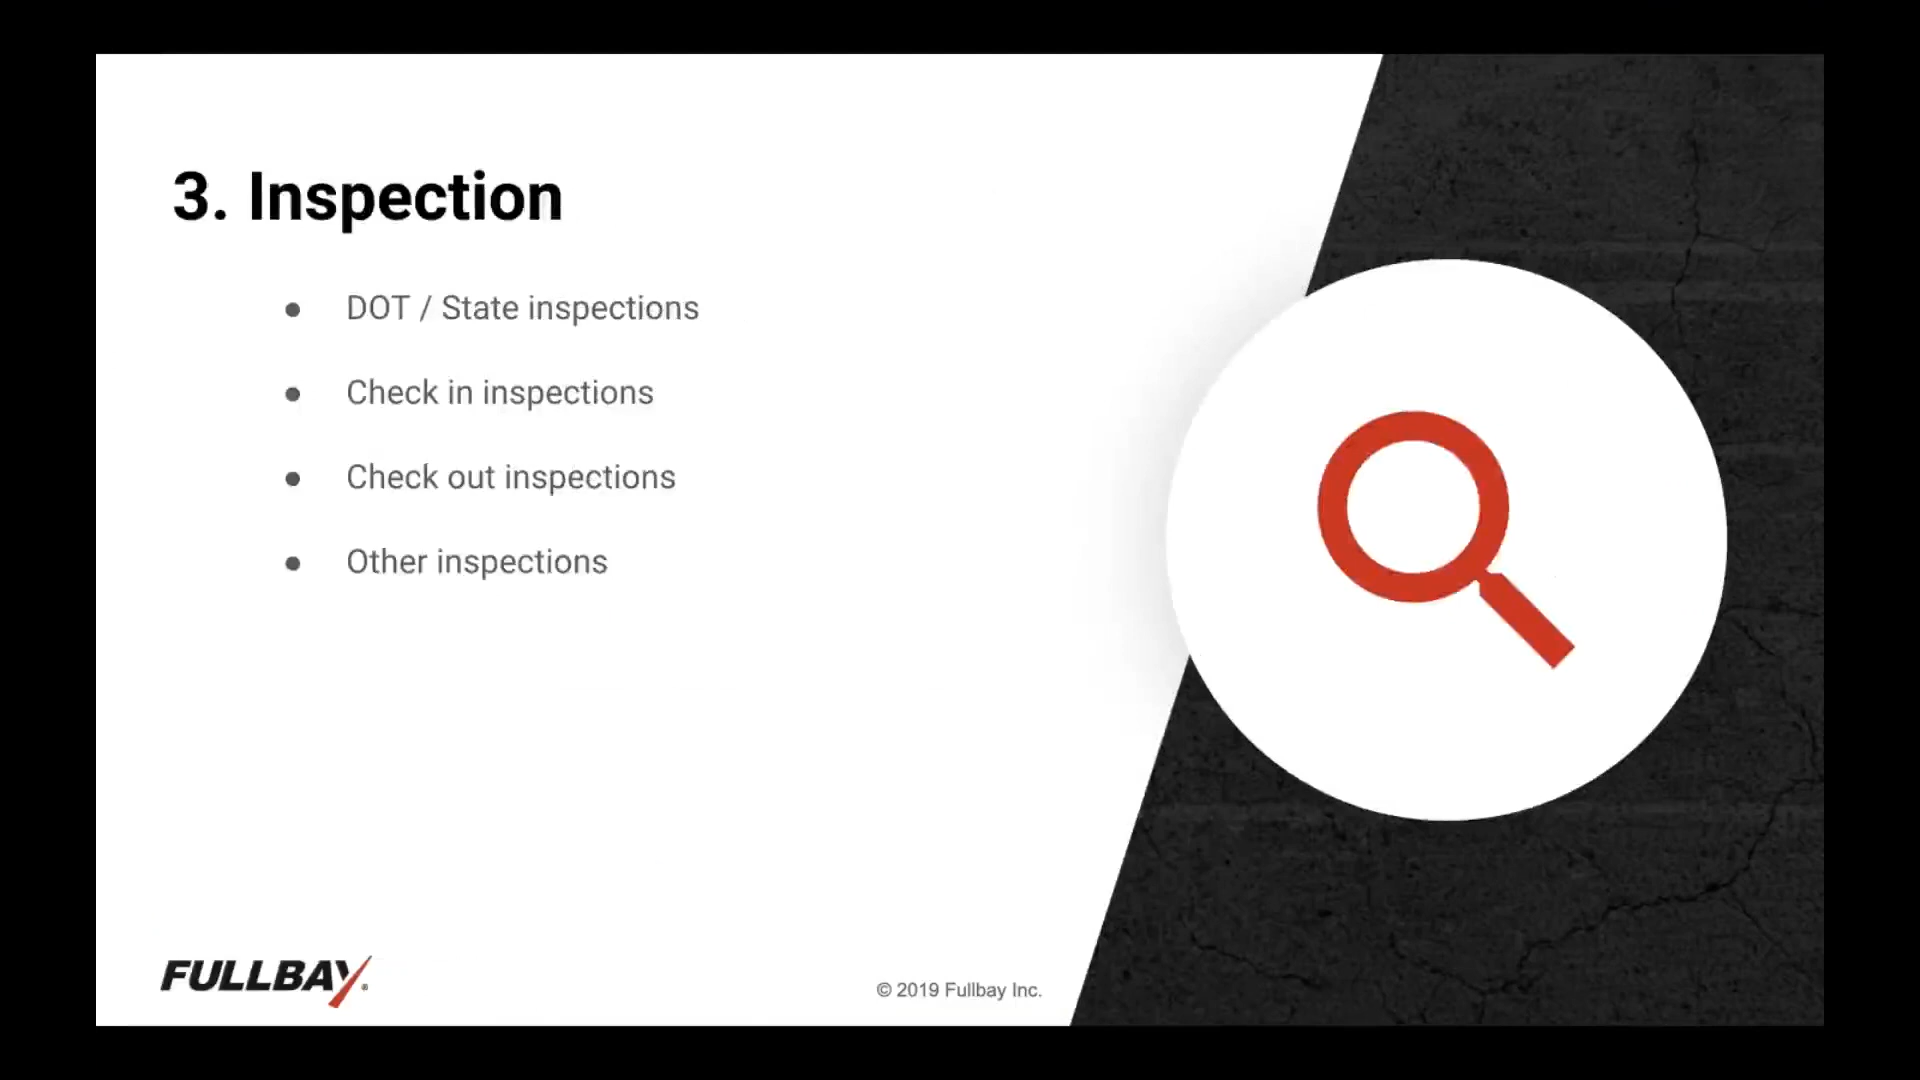 3. Inspection
● DOT / State inspections
● Check in inspections
● Check out inspections
● Other inspections
FULLBAY®
© 2019 Fullbay Inc.